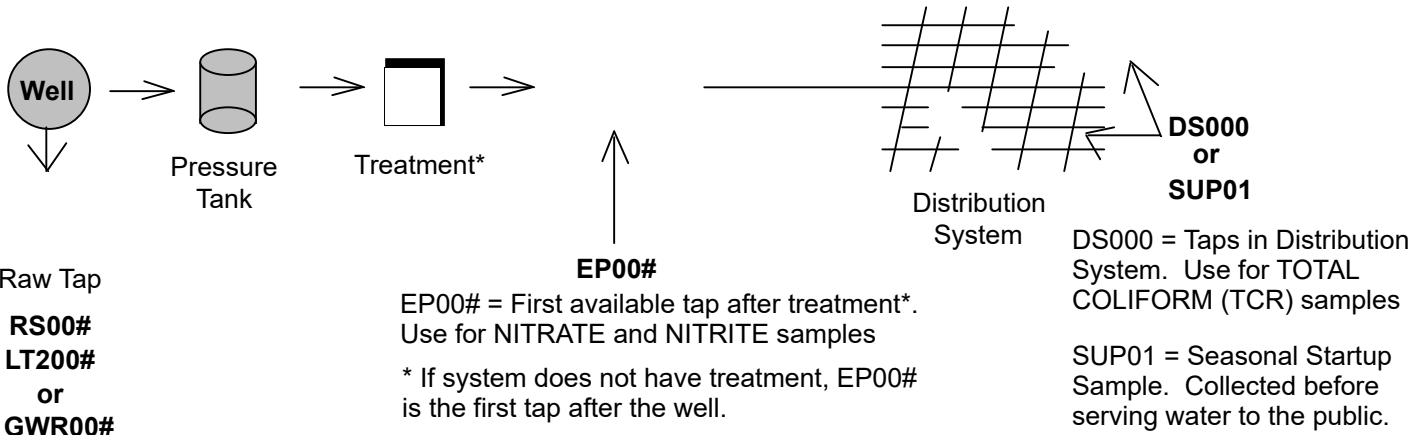 Well
Pressure
Tank
Treatment*
Distribution
System
DS000
or
SUP01
Raw Tap
RS00#
LT200#
or
GWR00#
EP00#
EP00# = First available tap after treatment*.
Use for NITRATE and NITRITE samples
* If system does not have treatment, EP00#
is the first tap after the well.
DS000 = Taps in Distribution
System. Use for TOTAL
COLIFORM (TCR) samples
SUP01 = Seasonal Startup
Sample. Collected before
serving water to the public.